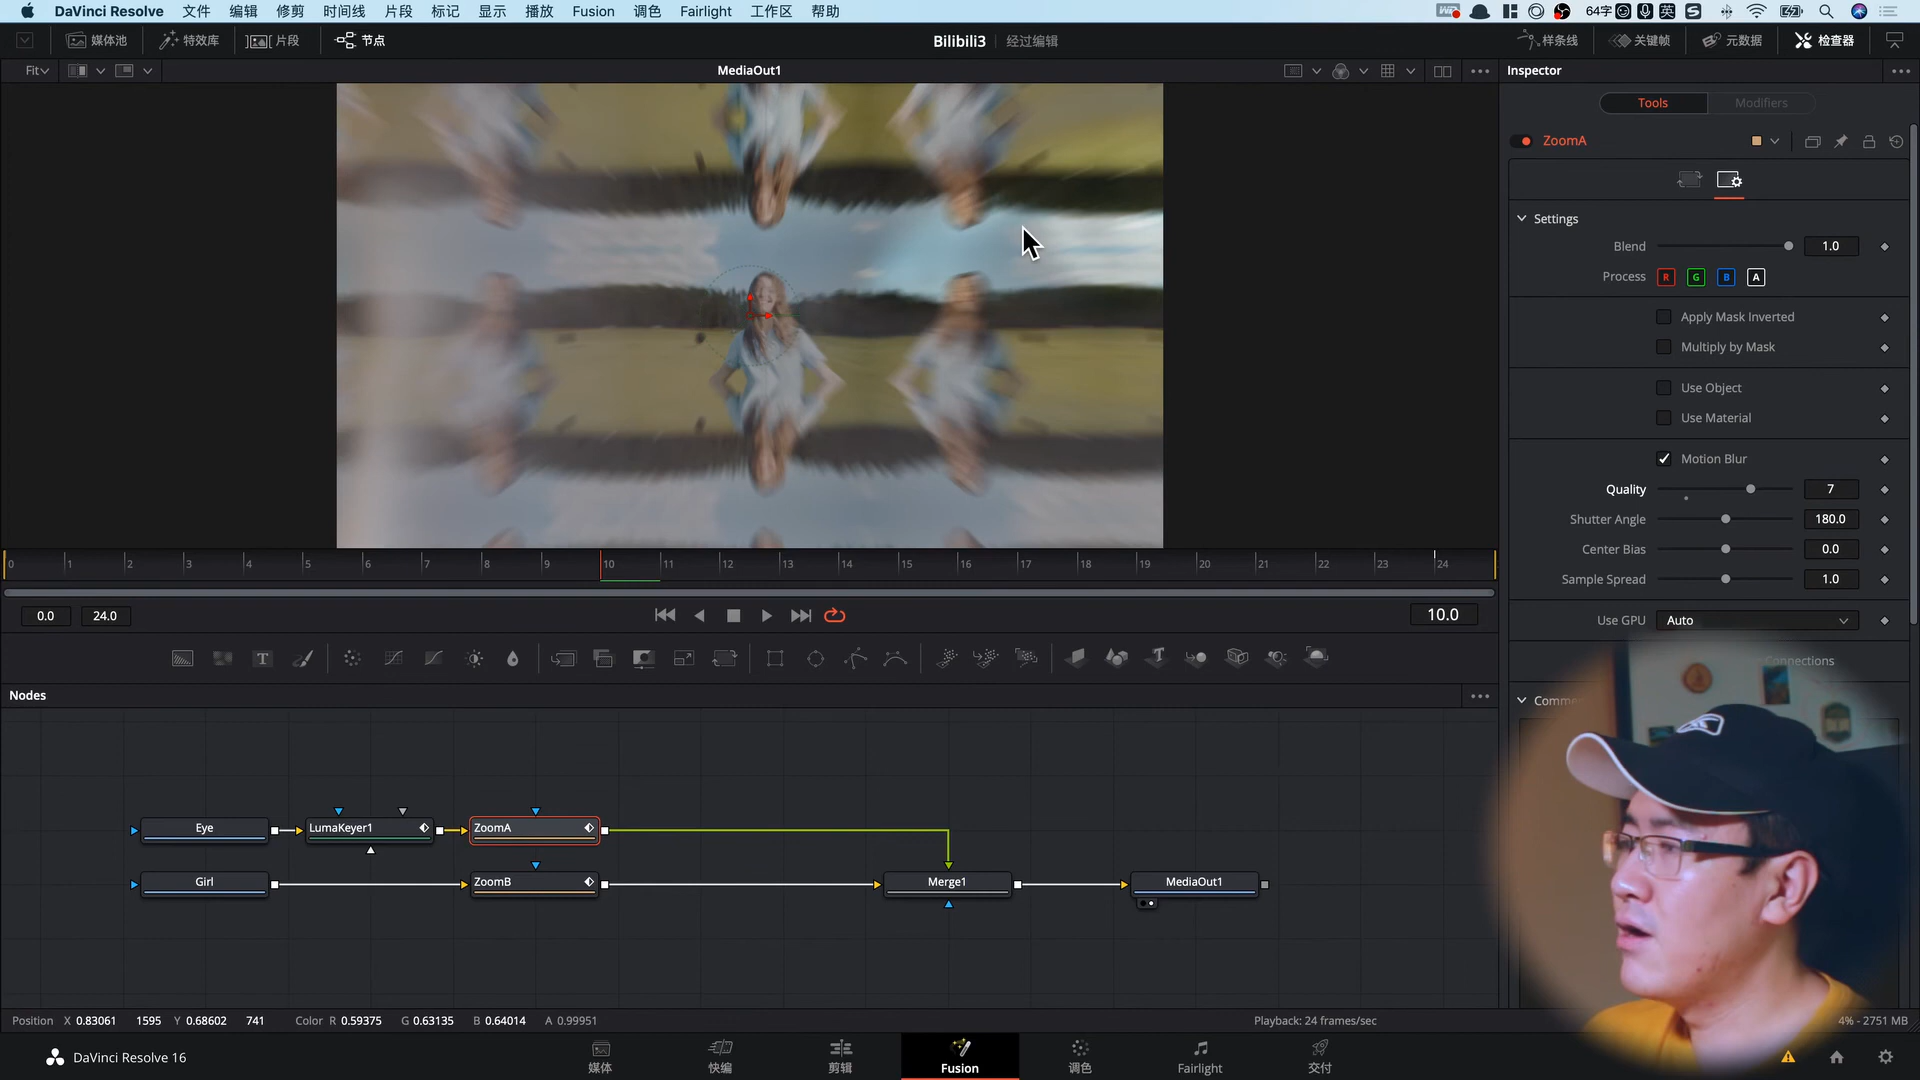 DaVinci Resolve 文件 编辑 修剪 时间线 片段 标记 显示 播放 Fusion 调色 Fairlight 工作区 帮助 64字 英
媒体池 特效库 片段 节点 Bilibili3 经过编辑 样条线 关键帧 元数据 检查器
Fit MediaOut1 Inspector
Tools Modifiers
ZoomA
Settings
Blend 1.0
Process R G B A
Apply Mask Inverted
Multiply by Mask
Use Object
Use Material
Motion Blur
Quality 7
Shutter Angle 180.0
Center Bias 0.0
Sample Spread 1.0
Use GPU Auto
0 1 2 3 4 5 6 7 8 9 10 11 12 13 14 15 16 17 18 19 20 21 22 23 24
0.0 24.0 10.0
Nodes
Eye LumaKeyer1 ZoomA
Girl ZoomB Merge1 MediaOut1
Position X 0.83061 1595 Y 0.68602 741 Color R 0.59375 G 0.63135 B 0.64014 A 0.99951 Playback: 24 frames/sec 4% - 2751 MB
DaVinci Resolve 16 媒体 快编 剪辑 Fusion 调色 Fairlight 交付